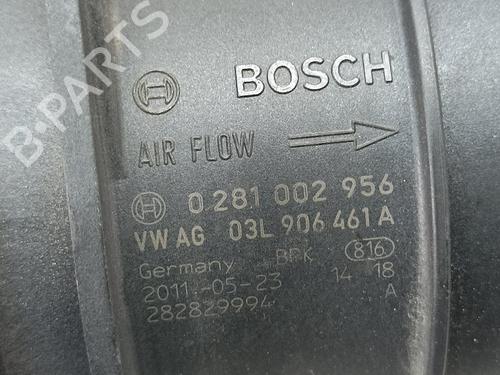 B-PARTS
BOSCH
AIR FLOW
0 281 002 956
VW AG 03L 906 461 A
Germany BPK 816
2011-05-23 14 18
282829994 A